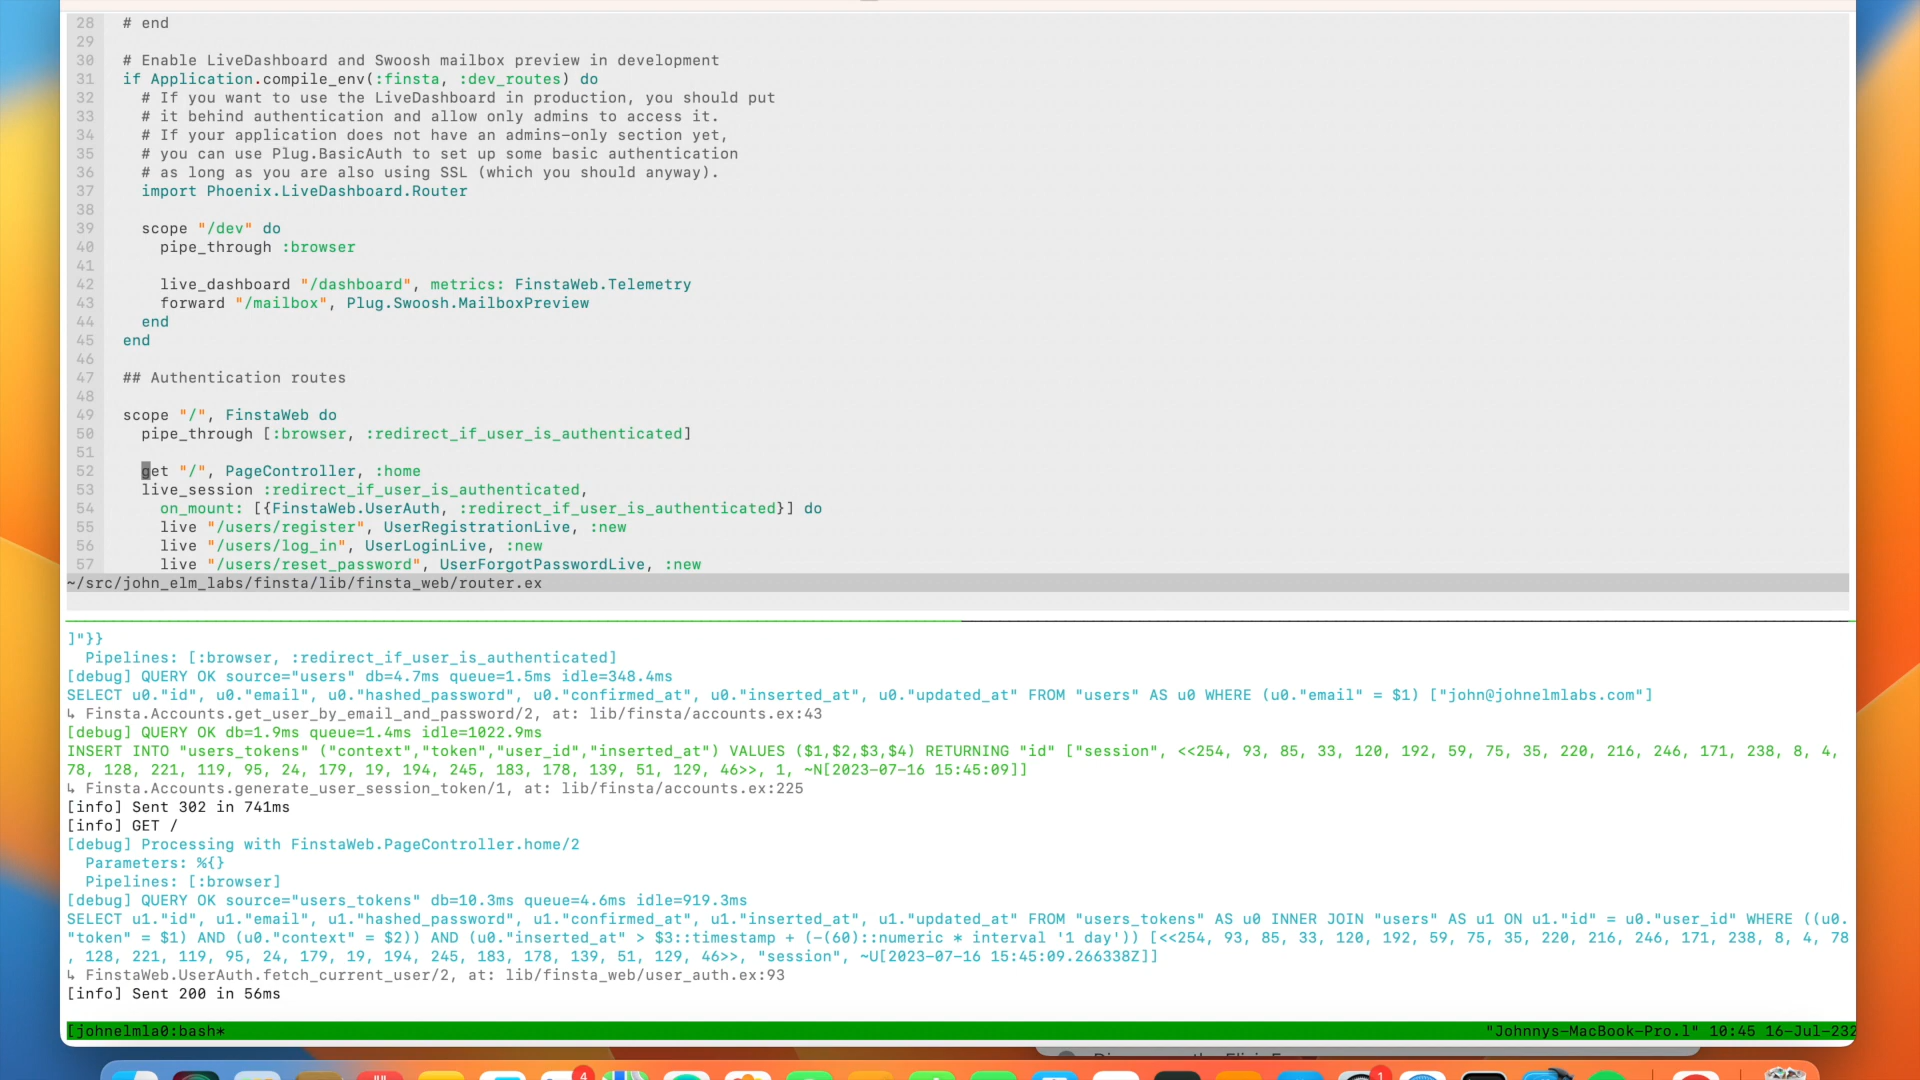 28 # end
29
30 # Enable LiveDashboard and Swoosh mailbox preview in development
31 if Application.compile_env(:finsta, :dev_routes) do
32 # If you want to use the LiveDashboard in production, you should put
33 # it behind authentication and allow only admins to access it.
34 # If your application does not have an admins-only section yet,
35 # you can use Plug.BasicAuth to set up some basic authentication
36 # as long as you are also using SSL (which you should anyway).
37 import Phoenix.LiveDashboard.Router
38
39 scope "/dev" do
40 pipe_through :browser
41
42 live_dashboard "/dashboard", metrics: FinstaWeb.Telemetry
43 forward "/mailbox", Plug.Swoosh.MailboxPreview
44 end
45 end
46
47 ## Authentication routes
48
49 scope "/", FinstaWeb do
50 pipe_through [:browser, :redirect_if_user_is_authenticated]
51
52 get "/", PageController, :home
53 live_session :redirect_if_user_is_authenticated,
54 on_mount: [{FinstaWeb.UserAuth, :redirect_if_user_is_authenticated}] do
55 live "/users/register", UserRegistrationLive, :new
56 live "/users/log_in", UserLoginLive, :new
57 live "/users/reset_password", UserForgotPasswordLive, :new
~/src/john_elm_labs/finsta/lib/finsta_web/router.ex
]"}}
Pipelines: [:browser, :redirect_if_user_is_authenticated]
[debug] QUERY OK source="users" db=4.7ms queue=1.5ms idle=348.4ms
SELECT u0."id", u0."email", u0."hashed_password", u0."confirmed_at", u0."inserted_at", u0."updated_at" FROM "users" AS u0 WHERE (u0."email" = $1) ["john@johnelmlabs.com"]
↳ Finsta.Accounts.get_user_by_email_and_password/2, at: lib/finsta/accounts.ex:43
[debug] QUERY OK db=1.9ms queue=1.4ms idle=1022.9ms
INSERT INTO "users_tokens" ("context","token","user_id","inserted_at") VALUES ($1,$2,$3,$4) RETURNING "id" ["session", <<254, 93, 85, 33, 120, 192, 59, 75, 35, 220, 216, 246, 171, 238, 8, 4,
78, 128, 221, 119, 95, 24, 179, 19, 194, 245, 183, 178, 139, 51, 129, 46>>, 1, ~N[2023-07-16 15:45:09]]
↳ Finsta.Accounts.generate_user_session_token/1, at: lib/finsta/accounts.ex:225
[info] Sent 302 in 741ms
[info] GET /
[debug] Processing with FinstaWeb.PageController.home/2
Parameters: %{}
Pipelines: [:browser]
[debug] QUERY OK source="users_tokens" db=10.3ms queue=4.6ms idle=919.3ms
SELECT u1."id", u1."email", u1."hashed_password", u1."confirmed_at", u1."inserted_at", u1."updated_at" FROM "users_tokens" AS u0 INNER JOIN "users" AS u1 ON u1."id" = u0."user_id" WHERE ((u0.
"token" = $1) AND (u0."context" = $2)) AND (u0."inserted_at" > $3::timestamp + (-(60)::numeric * interval '1 day')) [<<254, 93, 85, 33, 120, 192, 59, 75, 35, 220, 216, 246, 171, 238, 8, 4, 78
, 128, 221, 119, 95, 24, 179, 19, 194, 245, 183, 178, 139, 51, 129, 46>>, "session", ~U[2023-07-16 15:45:09.266338Z]]
↳ FinstaWeb.UserAuth.fetch_current_user/2, at: lib/finsta_web/user_auth.ex:93
[info] Sent 200 in 56ms
[johnelmla0:bash* "Johnnys-MacBook-Pro.l" 10:45 16-Jul-232
4 1